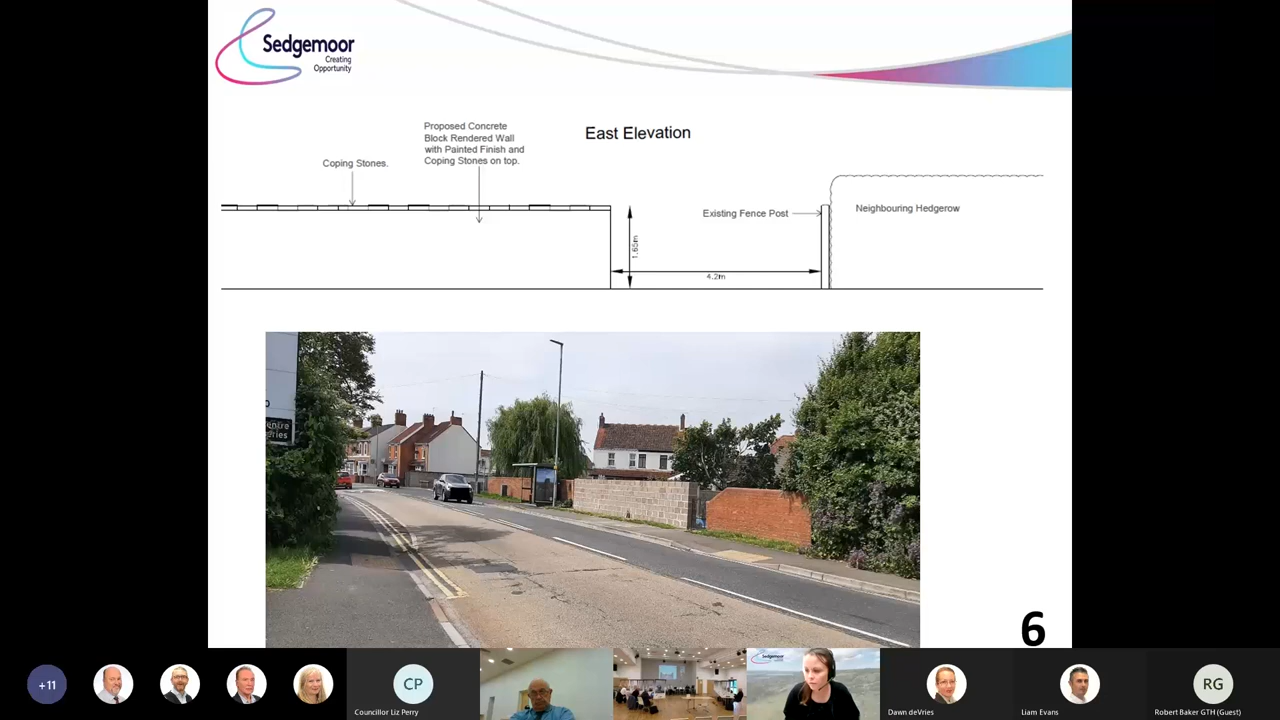 Sedgemoor
Creating
Opportunity
East Elevation
Proposed Concrete
Block Rendered Wall
with Painted Finish and
Coping Stones on top.
Coping Stones.
Existing Fence Post
Neighbouring Hedgerow
1.65m
4.2m
6
+11
CP
Councillor Liz Perry
Sedgemoor
Dawn deVries
Liam Evans
RG
Robert Baker GTH (Guest)